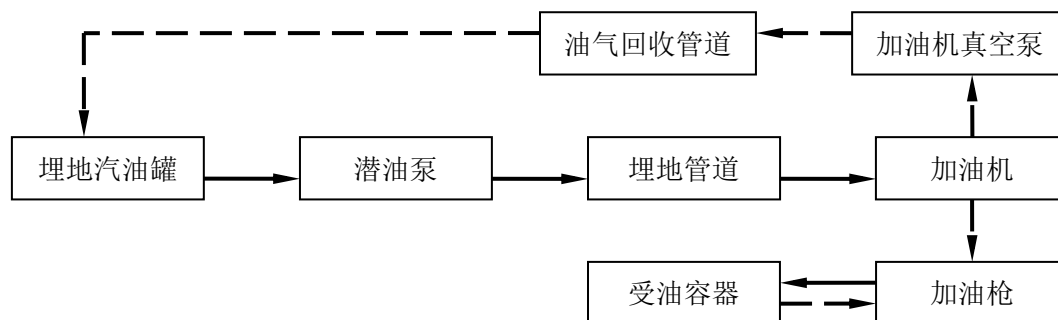 油气回收管道
加油机真空泵
埋地汽油罐
潜油泵
埋地管道
加油机
受油容器
加油枪